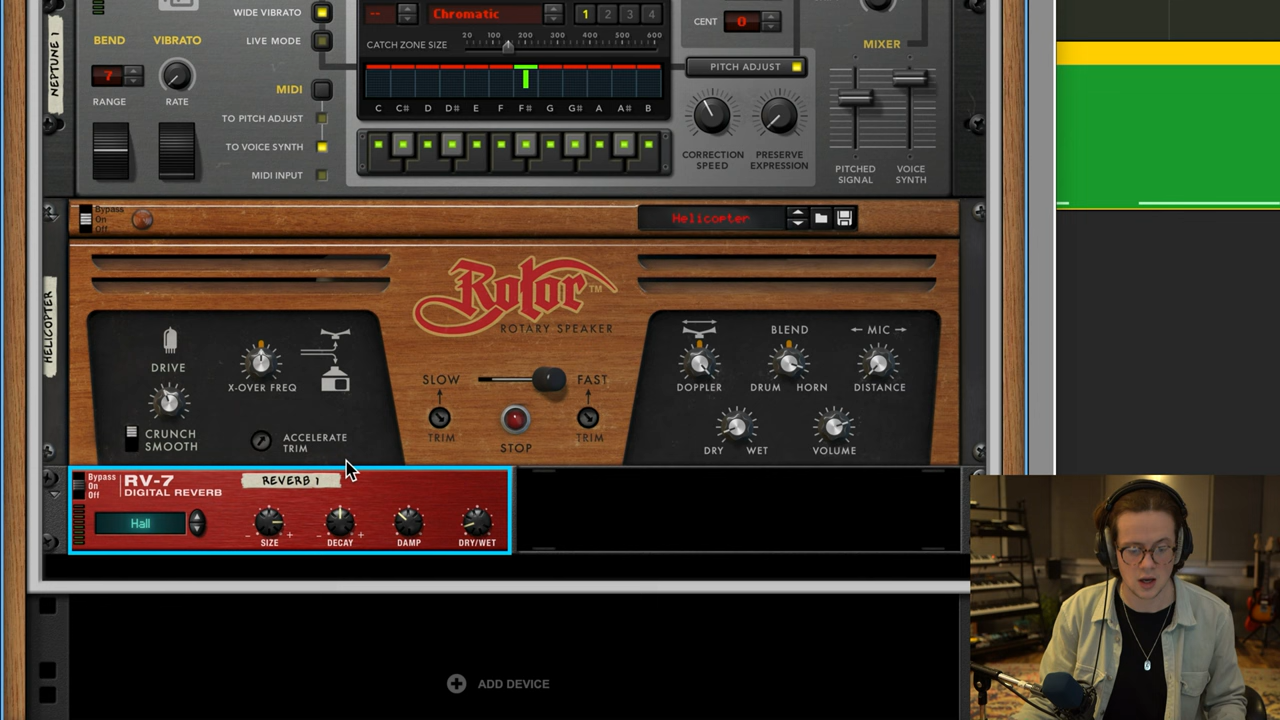 NEPTUNE 1
WIDE VIBRATO
LIVE MODE
BEND
VIBRATO
7
RANGE
RATE
MIDI
TO PITCH ADJUST
TO VOICE SYNTH
MIDI INPUT
--
Chromatic
1 2 3 4
CATCH ZONE SIZE
20 100 200 300 400 500 600
C C# D D# E F F# G G# A A# B
CENT
0
PITCH ADJUST
CORRECTION
SPEED
PRESERVE
EXPRESSION
MIXER
PITCHED
SIGNAL
VOICE
SYNTH
Bypass
On
Off
Helicopter
HELICOPTER
Rotor TM
ROTARY SPEAKER
DRIVE
X-OVER FREQ
CRUNCH
SMOOTH
ACCELERATE
TRIM
SLOW
FAST
TRIM
STOP
TRIM
BLEND
MIC
DOPPLER
DRUM HORN
DISTANCE
DRY WET
VOLUME
Bypass
On
Off
RV-7
DIGITAL REVERB
REVERB 1
Hall
- SIZE +
- DECAY +
DAMP
DRY/WET
ADD DEVICE